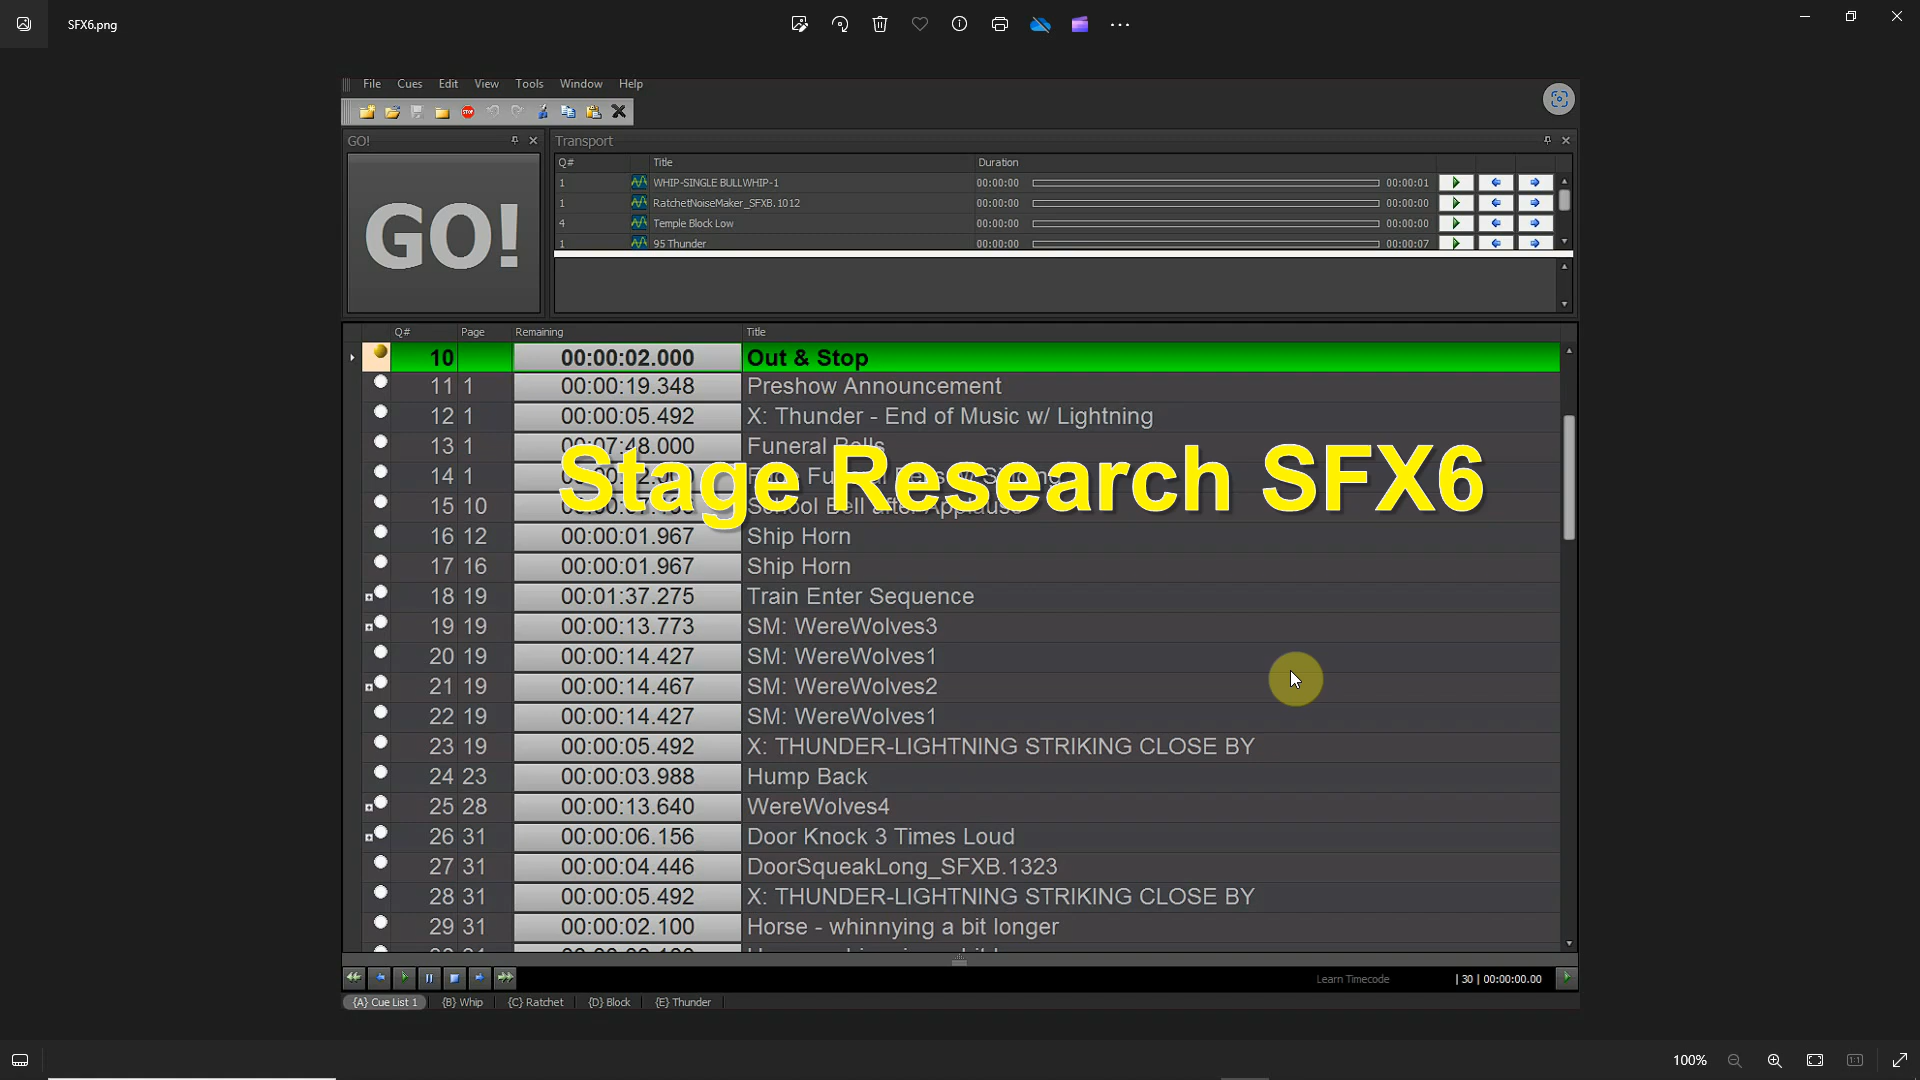 SFX6.png
File Cues Edit View Tools Window Help
STOP
GO! Transport
GO!
Q# Title Duration
1 WHIP-SINGLE BULLWHIP-1 00:00:00 00:00:01
1 RatchetNoiseMaker_SFXB.1012 00:00:00 00:00:00
4 Temple Block Low 00:00:00 00:00:00
1 95 Thunder 00:00:00 00:00:07
Q# Page Remaining Title
10 00:00:02.000 Out & Stop
11 1 00:00:19.348 Preshow Announcement
12 1 00:00:05.492 X: Thunder - End of Music w/ Lightning
13 1 00:07:48.000 Funeral Bells
14 1
Stage Research SFX6
15 10 School Bell after Applause
16 12 00:00:01.967 Ship Horn
17 16 00:00:01.967 Ship Horn
18 19 00:01:37.275 Train Enter Sequence
19 19 00:00:13.773 SM: WereWolves3
20 19 00:00:14.427 SM: WereWolves1
21 19 00:00:14.467 SM: WereWolves2
22 19 00:00:14.427 SM: WereWolves1
23 19 00:00:05.492 X: THUNDER-LIGHTNING STRIKING CLOSE BY
24 23 00:00:03.988 Hump Back
25 28 00:00:13.640 WereWolves4
26 31 00:00:06.156 Door Knock 3 Times Loud
27 31 00:00:04.446 DoorSqueakLong_SFXB.1323
28 31 00:00:05.492 X: THUNDER-LIGHTNING STRIKING CLOSE BY
29 31 00:00:02.100 Horse - whinnying a bit longer
Learn Timecode | 30 | 00:00:00.00
{A} Cue List 1 {B} Whip {C} Ratchet {D} Block {E} Thunder
100% 1:1